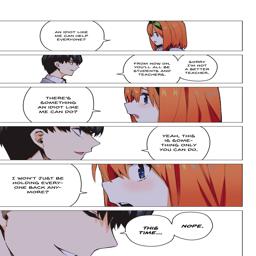 AN IDIOT LIKE
ME CAN HELP
EVERYONE?
FROM NOW ON,
YOU'LL ALL BE
STUDENTS AND
TEACHERS.
SORRY
I'M NOT
A BETTER
TEACHER.
THERE'S
SOMETHING
AN IDIOT LIKE
ME CAN DO?
YEAH, THIS
IS SOME-
THING ONLY
YOU CAN DO.
I WON'T JUST BE
HOLDING EVERY-
ONE BACK ANY-
MORE?
NOPE.
THIS
TIME...